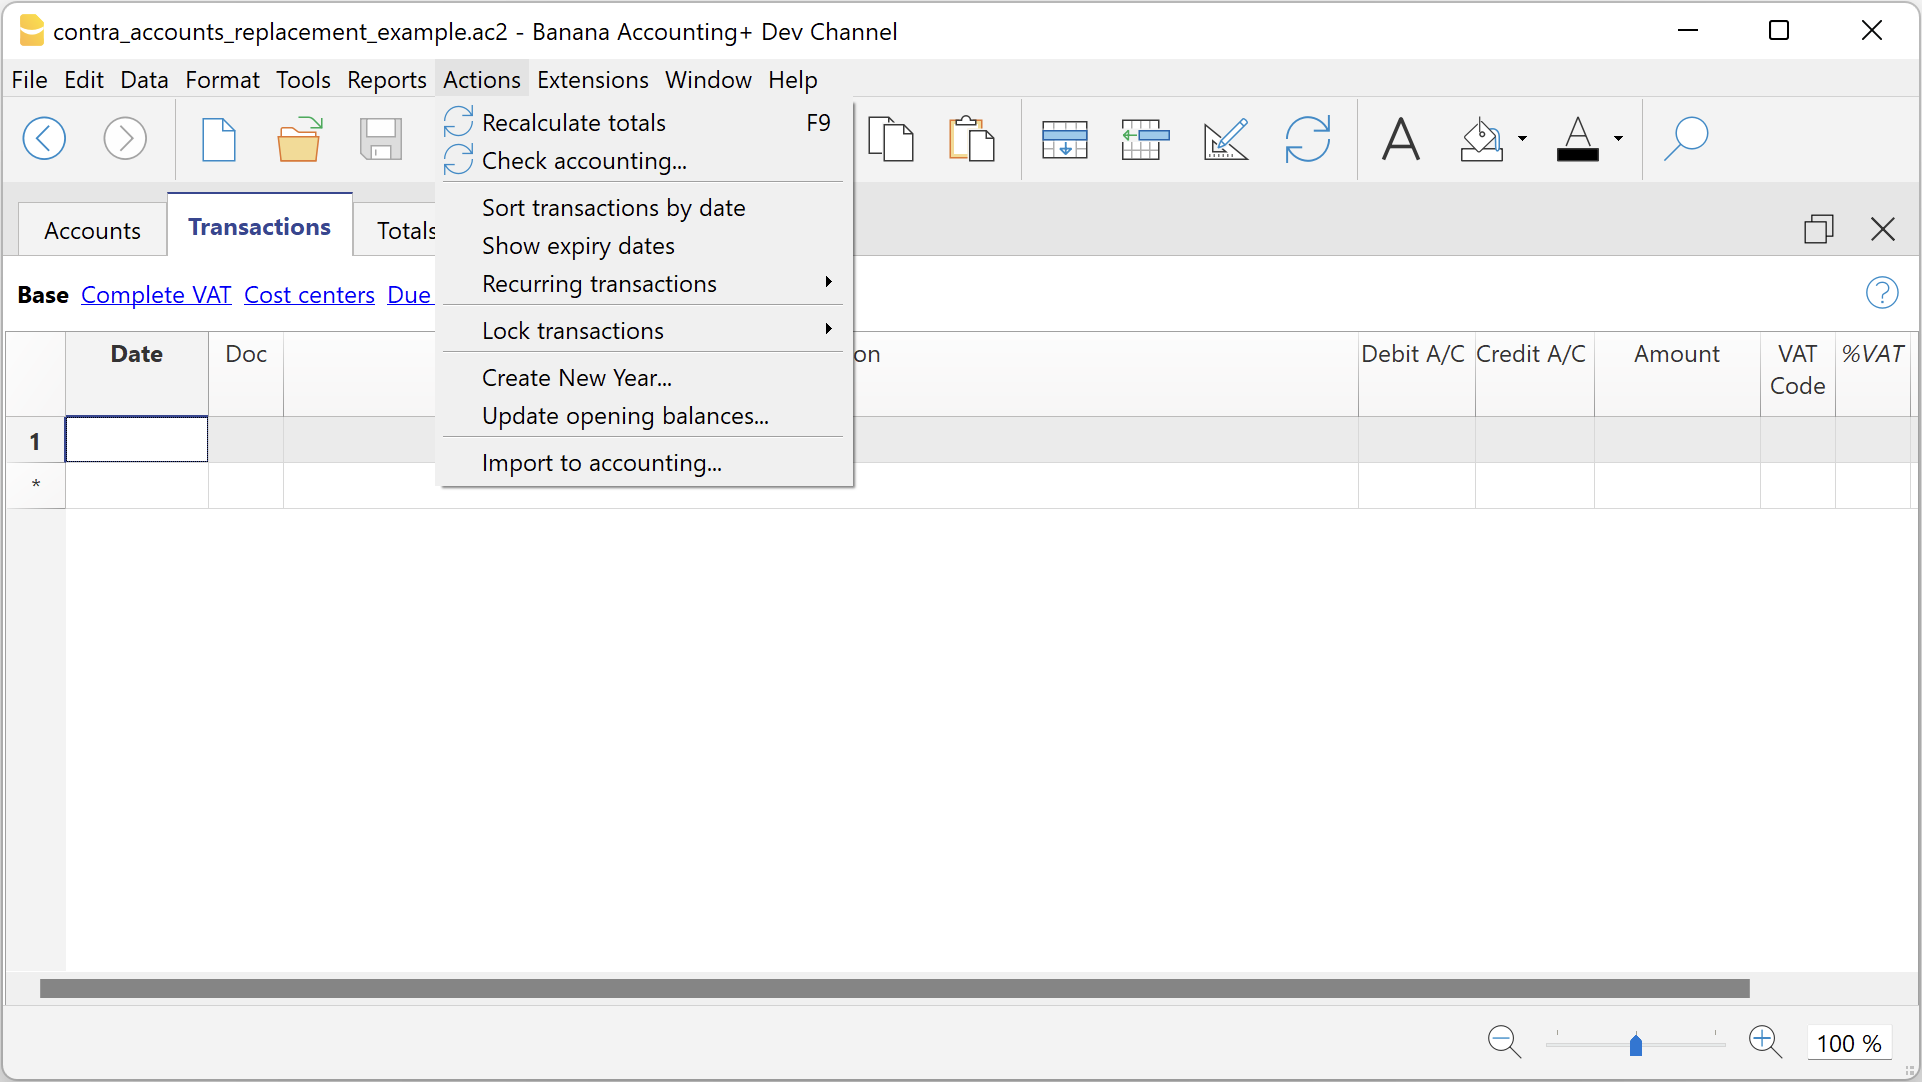 contra_accounts_replacement_example.ac2 - Banana Accounting+ Dev Channel
File Edit Data Format Tools Reports Actions Extensions Window Help
Recalculate totals F9
Check accounting...
Sort transactions by date
Show expiry dates
Recurring transactions
Lock transactions
Create New Year...
Update opening balances...
Import to accounting...
Accounts Transactions Totals
Base Complete VAT Cost centers Due
Date Doc on Debit A/C Credit A/C Amount VAT Code %VAT
1
*
100 %